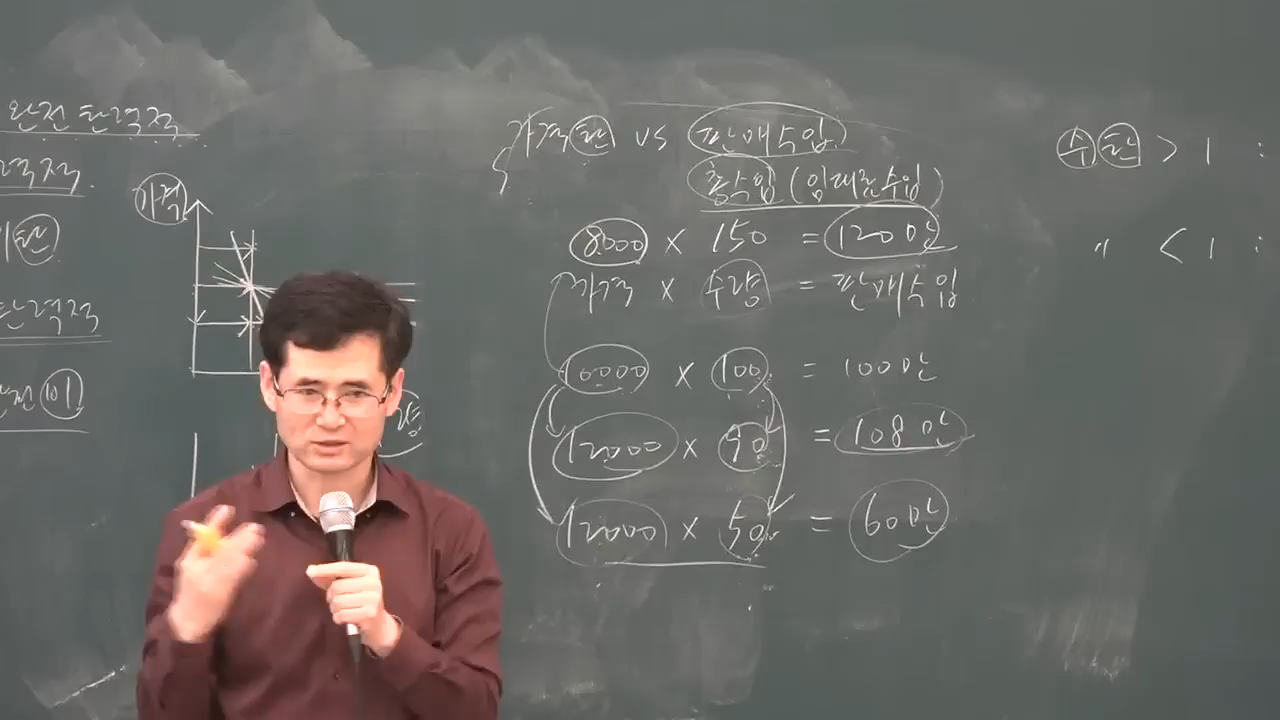 완전 탄력적
력적.
탄
탄력적
가격
가격탄 vs 판매수입
총수입 (임대료수입)
8000 × 150 = 120만
가격 × 수량 = 판매수입
10000 × 100 = 100만
12000 × 90 = 108만
12000 × 50 = 60만
수탄 > 1 :
〃 < 1 :